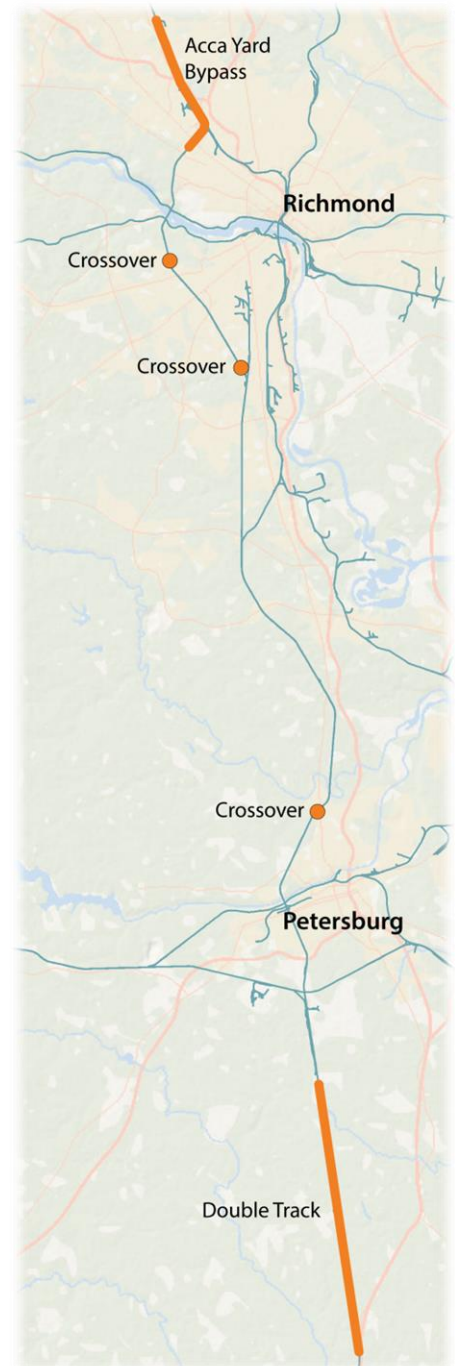 Acca Yard
Bypass
Richmond
Crossover
Crossover
Crossover
Petersburg
Double Track